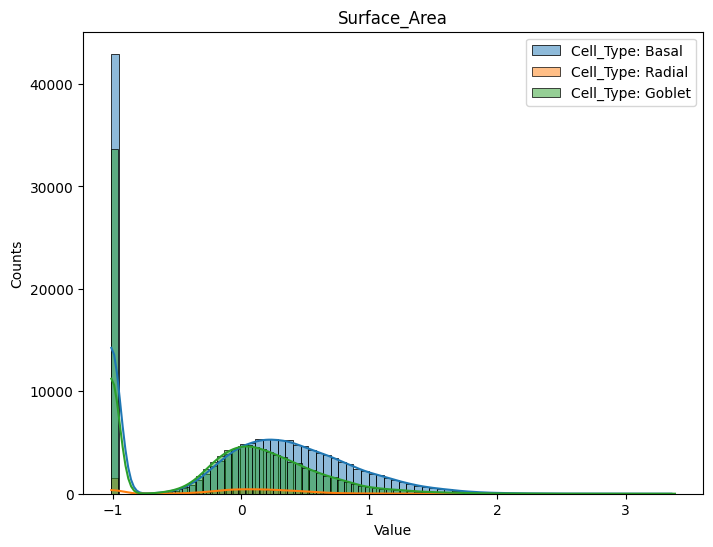 Surface_Area
Cell_Type: Basal
Cell_Type: Radial
Cell_Type: Goblet
Counts
40000
30000
20000
10000
0
−1
0
1
2
3
Value